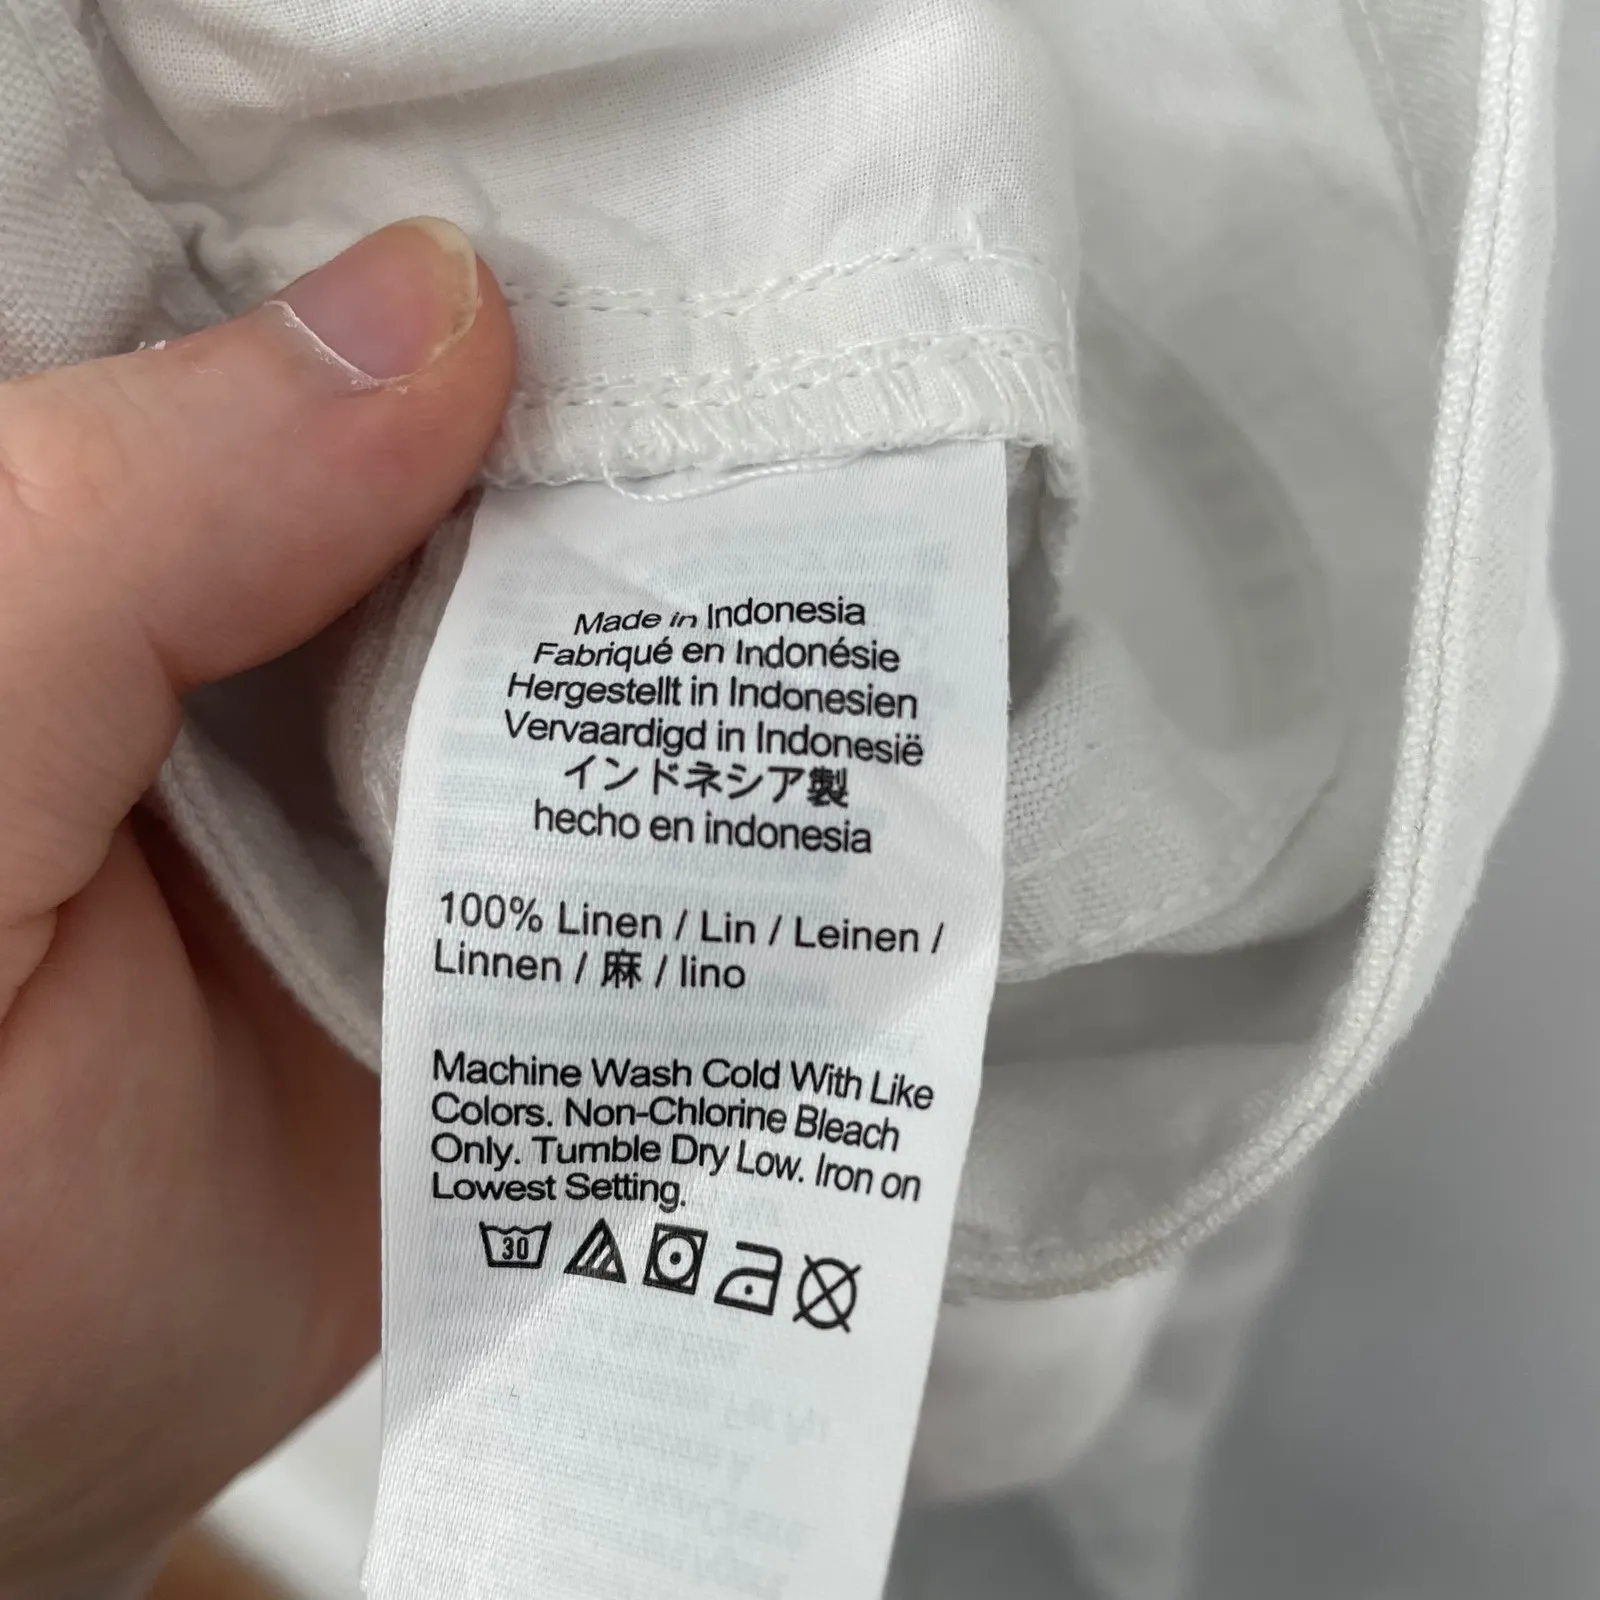 Made in Indonesia
Fabriqué en Indonésie
Hergestellt in Indonesien
Vervaardigd in Indonesië
インドネシア製
hecho en indonesia
100% Linen / Lin / Leinen /
Linnen / 麻 / lino
Machine Wash Cold With Like
Colors. Non-Chlorine Bleach
Only. Tumble Dry Low. Iron on
Lowest Setting.
30